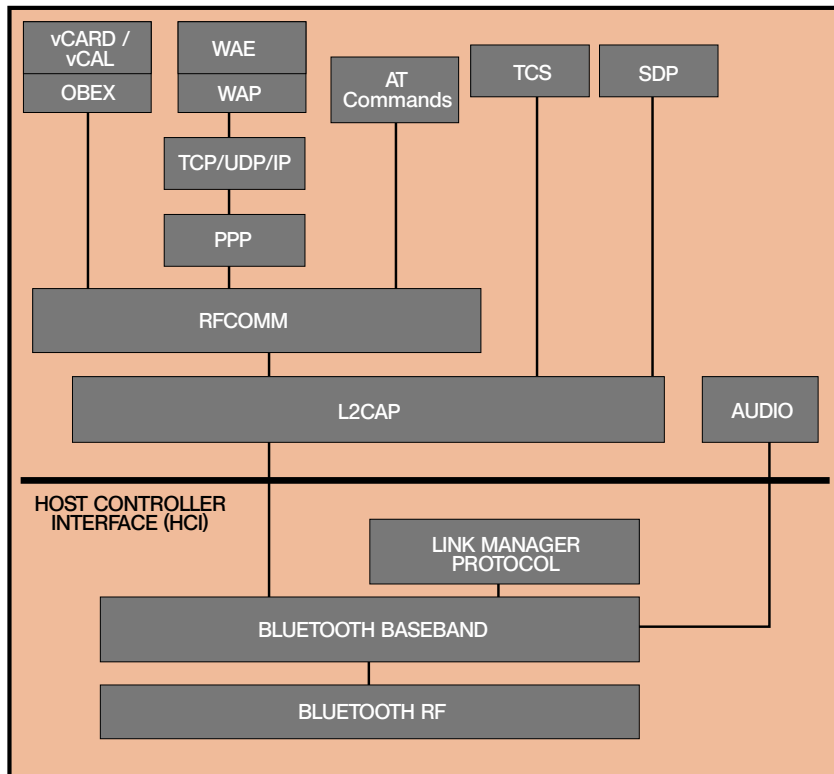 vCARD /
vCAL
OBEX
WAE
WAP
AT
Commands
TCS
SDP
TCP/UDP/IP
PPP
RFCOMM
L2CAP
AUDIO
HOST CONTROLLER
INTERFACE (HCI)
LINK MANAGER
PROTOCOL
BLUETOOTH BASEBAND
BLUETOOTH RF